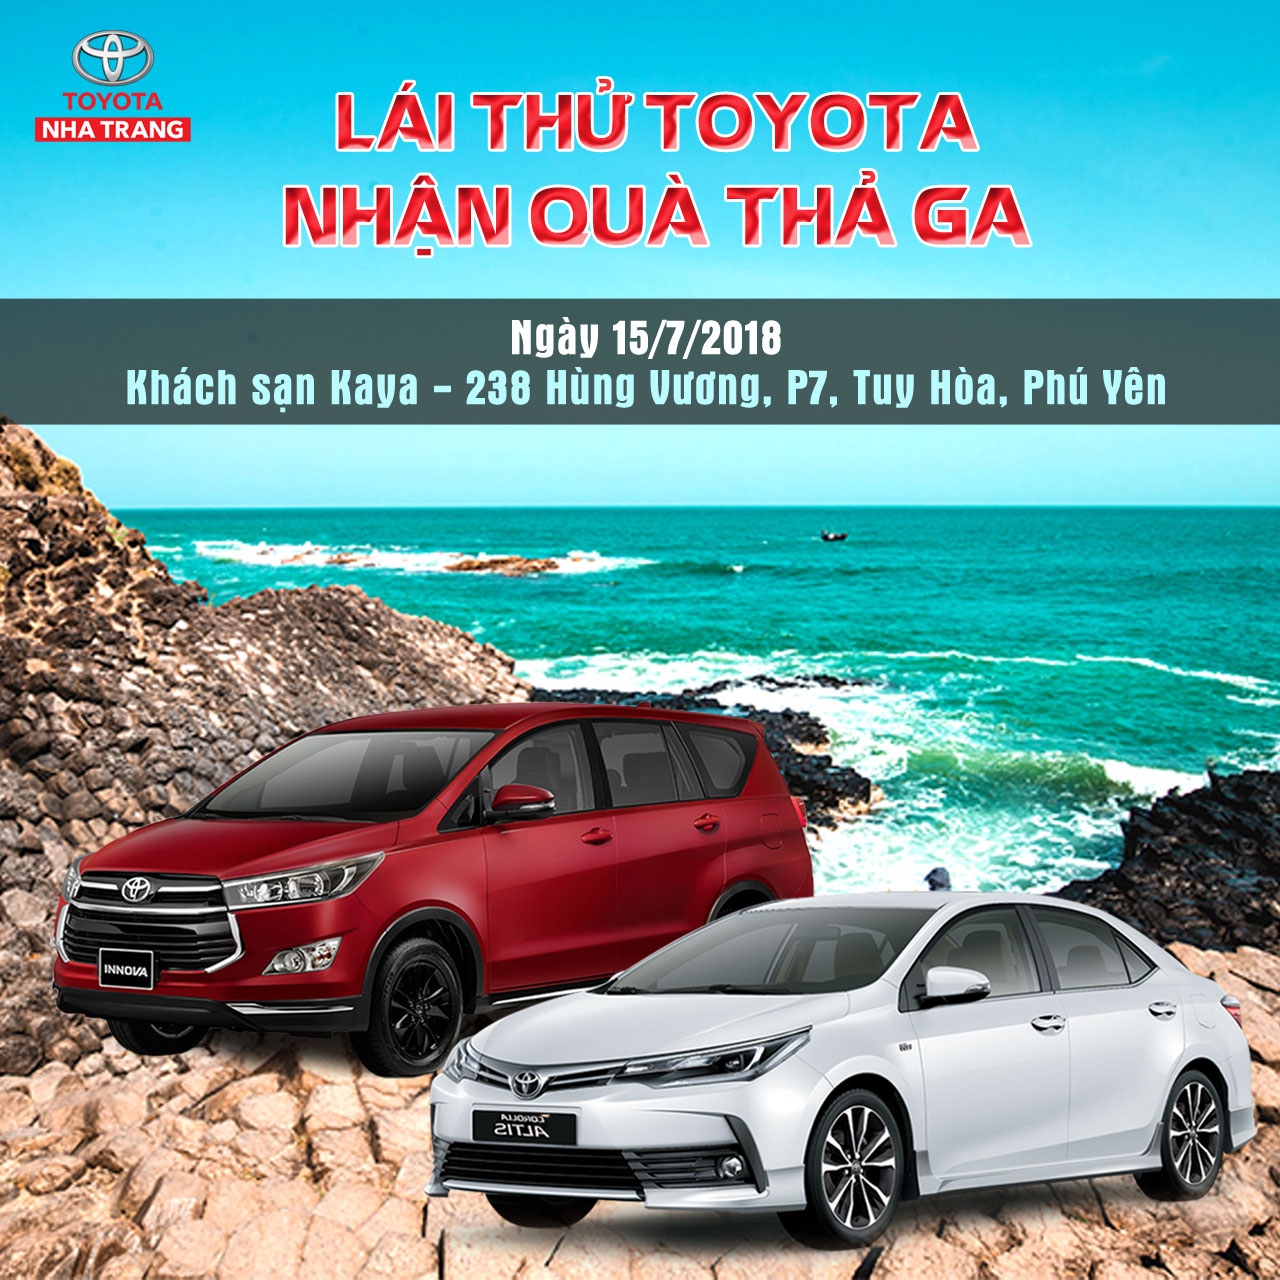 TOYOTA
NHA TRANG
LÁI THỬ TOYOTA
NHẬN QUÀ THẢ GA
Ngày 15/7/2018
Khách sạn Kaya - 238 Hùng Vương, P7, Tuy Hòa, Phú Yên
INNOVA
COROLLA
ALTIS